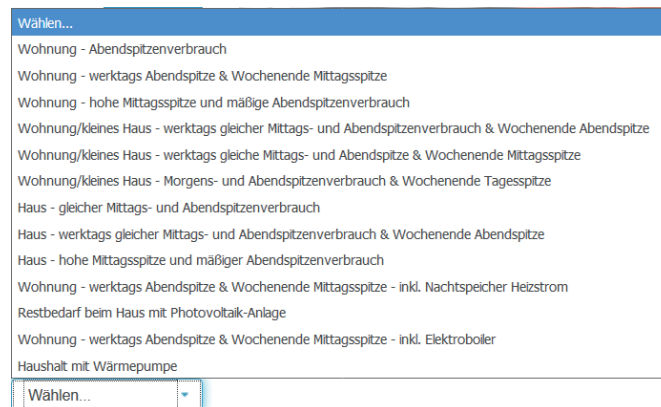 Wählen...
Wohnung - Abendspitzenverbrauch
Wohnung - werktags Abendspitze & Wochenende Mittagsspitze
Wohnung - hohe Mittagsspitze und mäßige Abendspitzenverbrauch
Wohnung/kleines Haus - werktags gleicher Mittags- und Abendspitzenverbrauch & Wochenende Abendspitze
Wohnung/kleines Haus - werktags gleiche Mittags- und Abendspitze & Wochenende Mittagsspitze
Wohnung/kleines Haus - Morgens- und Abendspitzenverbrauch & Wochenende Tagesspitze
Haus - gleicher Mittags- und Abendspitzenverbrauch
Haus - werktags gleicher Mittags- und Abendspitzenverbrauch & Wochenende Abendspitze
Haus - hohe Mittagsspitze und mäßiger Abendspitzenverbrauch
Wohnung - werktags Abendspitze & Wochenende Mittagsspitze - inkl. Nachtspeicher Heizstrom
Restbedarf beim Haus mit Photovoltaik-Anlage
Wohnung - werktags Abendspitze & Wochenende Mittagsspitze - inkl. Elektroboiler
Haushalt mit Wärmepumpe
Wählen...